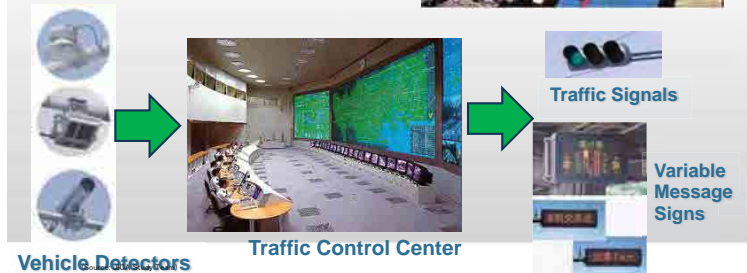 Traffic Signals
Variable
Message
Signs
Traffic Control Center
Vehicle Detectors